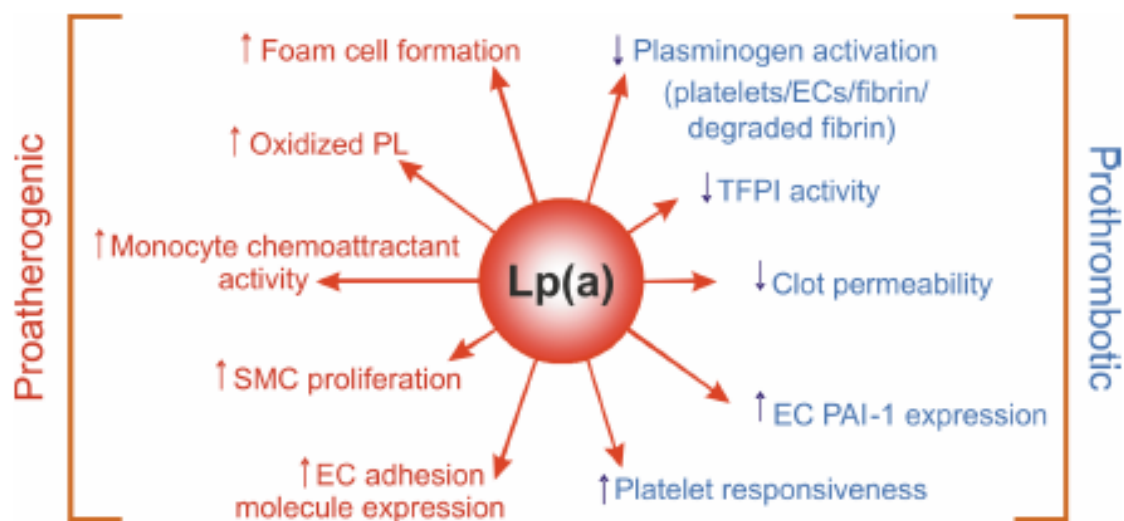 Proatherogenic
↑ Foam cell formation
↑ Oxidized PL
↑ Monocyte chemoattractant
activity
↑ SMC proliferation
↑ EC adhesion
molecule expression
Lp(a)
↓ Plasminogen activation
(platelets/ECs/fibrin/
degraded fibrin)
↓ TFPI activity
↓ Clot permeability
↑ EC PAI-1 expression
↑ Platelet responsiveness
Prothrombotic